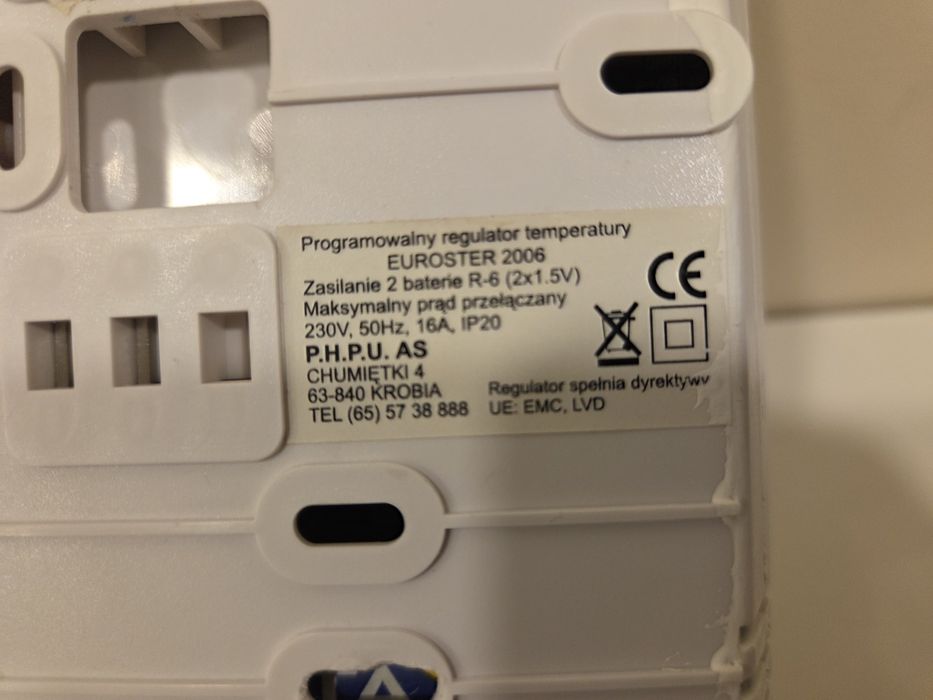 Programowalny regulator temperatury
EUROSTER 2006
Zasilanie 2 baterie R-6 (2x1.5V)
Maksymalny prąd przełączany
230V, 50Hz, 16A, IP20
P.H.P.U. AS
CHUMIĘTKI 4
63-840 KROBIA
TEL (65) 57 38 888
CE
Regulator spełnia dyrektywy
UE: EMC, LVD